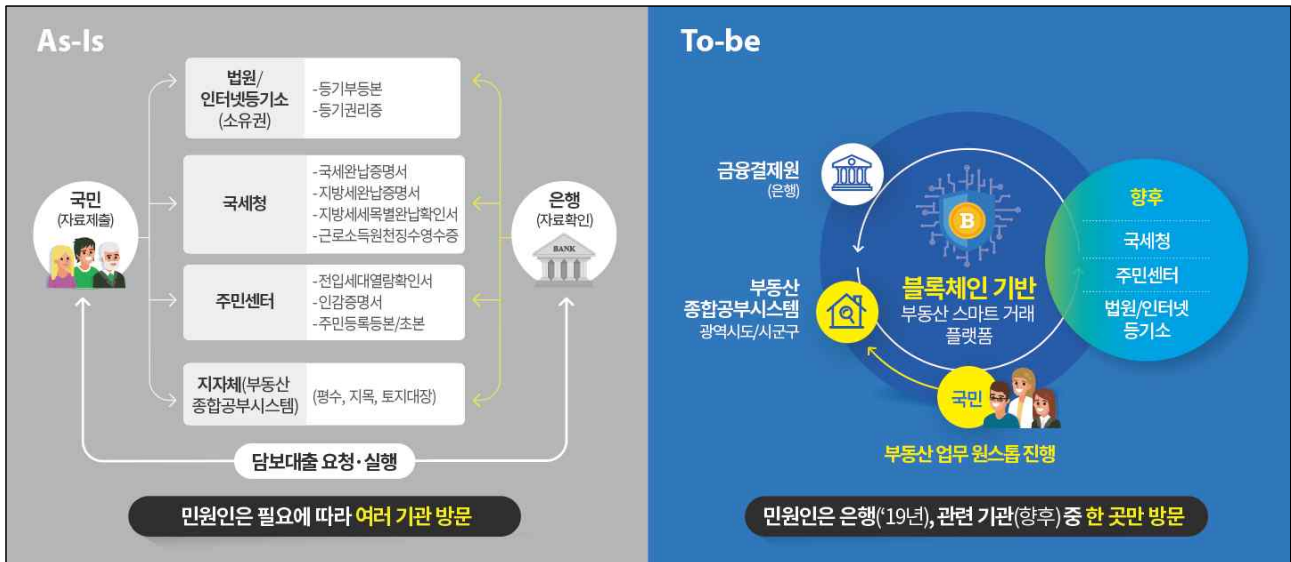 As-Is
법원/
인터넷등기소
(소유권)
-등기부등본
-등기권리증
국민
(자료제출)
국세청
-국세완납증명서
-지방세완납증명서
-지방세세목별완납확인서
-근로소득원천징수영수증
은행
(자료확인)
BANK
주민센터
-전입세대열람확인서
-인감증명서
-주민등록등본/초본
지자체(부동산
종합공부시스템)
(평수, 지목, 토지대장)
담보대출 요청·실행
민원인은 필요에 따라 여러 기관 방문
To-be
금융결제원
(은행)
부동산
종합공부시스템
광역시도/시군구
B
블록체인 기반
부동산 스마트 거래
플랫폼
향후
국세청
주민센터
법원/인터넷
등기소
국민
부동산 업무 원스톱 진행
민원인은 은행('19년), 관련 기관(향후) 중 한 곳만 방문